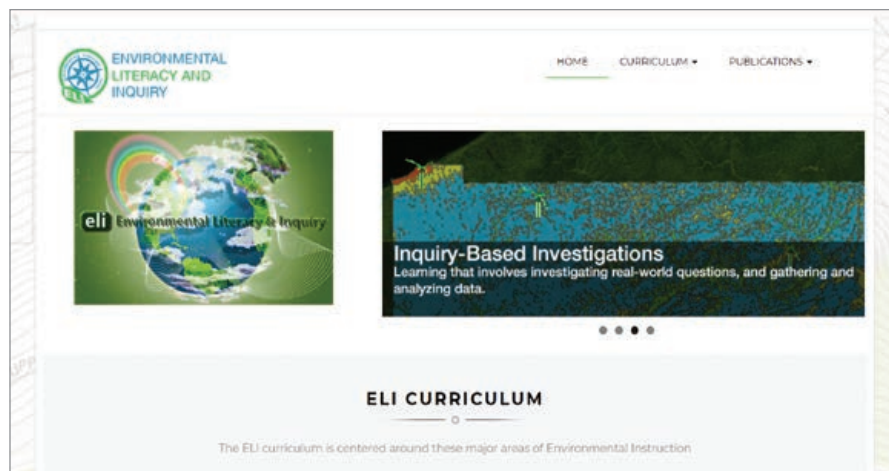 ENVIRONMENTAL
LITERACY AND
INQUIRY
ELI
HOME CURRICULUM PUBLICATIONS
eli Environmental Literacy & Inquiry
Inquiry-Based Investigations
Learning that involves investigating real-world questions, and gathering and
analyzing data.
ELI CURRICULUM
The ELI curriculum is centered around these major areas of Environmental Instruction